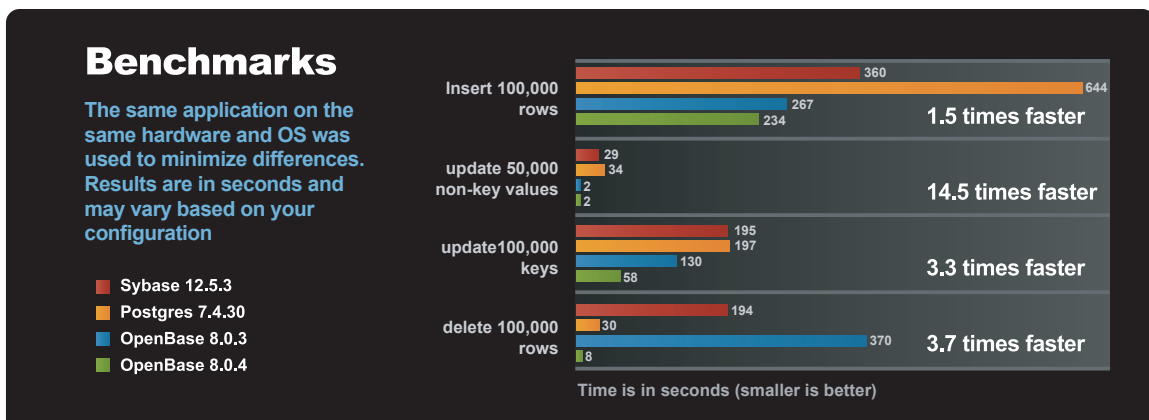 Benchmarks
The same application on the
same hardware and OS was
used to minimize differences.
Results are in seconds and
may vary based on your
configuration
Sybase 12.5.3
Postgres 7.4.30
OpenBase 8.0.3
OpenBase 8.0.4
Insert 100,000
rows
360
644
267
234
1.5 times faster
update 50,000
non-key values
29
34
2
2
14.5 times faster
update100,000
keys
195
197
130
58
3.3 times faster
delete 100,000
rows
194
30
370
8
3.7 times faster
Time is in seconds (smaller is better)